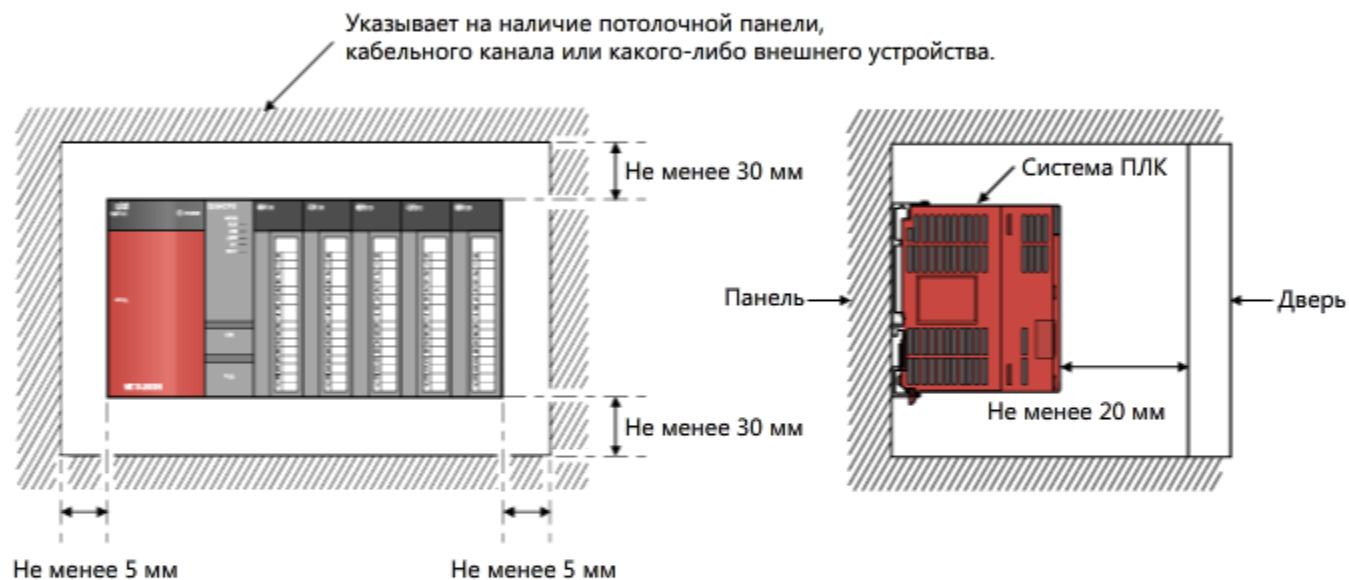 Указывает на наличие потолочной панели,
кабельного канала или какого-либо внешнего устройства.
Не менее 30 мм
Не менее 30 мм
Не менее 5 мм
Не менее 5 мм
Система ПЛК
Панель
Дверь
Не менее 20 мм